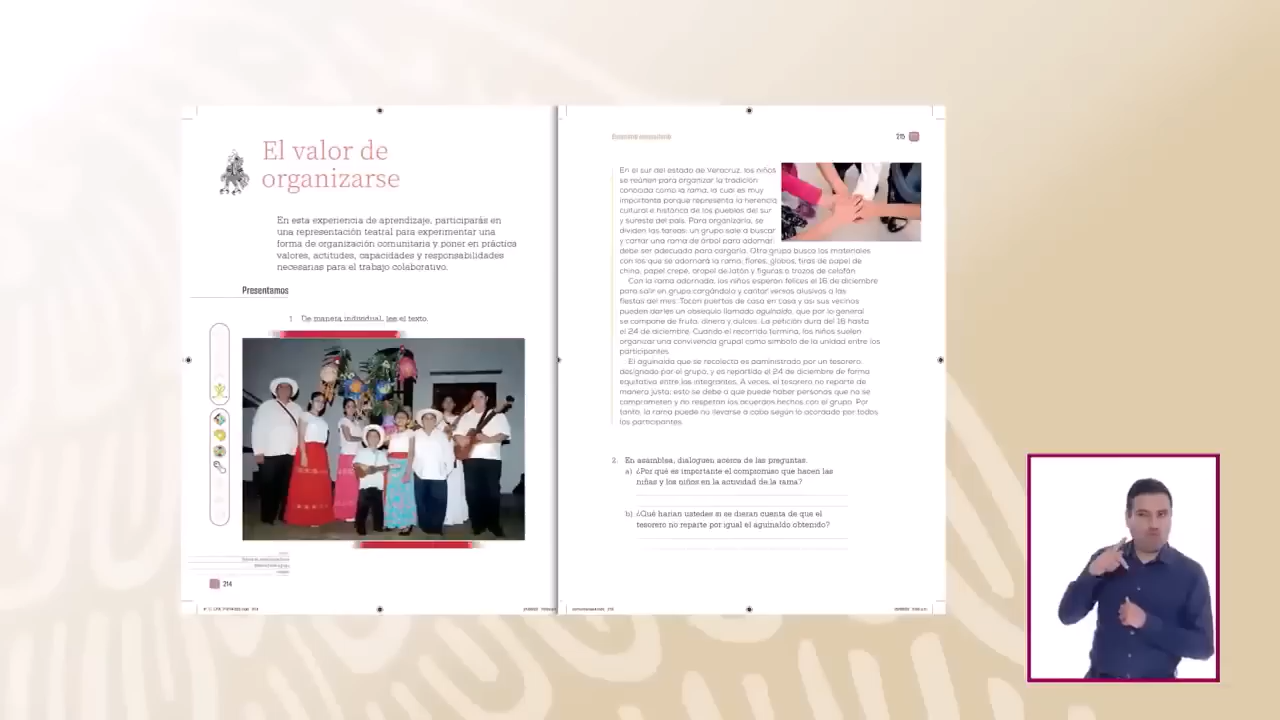 El valor de
organizarse
En esta experiencia de aprendizaje, participarás en
una representación teatral para experimentar una
forma de organización comunitaria y poner en práctica
valores, actitudes, capacidades y responsabilidades
necesarias para el trabajo colaborativo.
Presentamos
1 De manera individual, lee el texto.
214
215
En el sur del estado de Veracruz, los niños
se reúnen para organizar la tradición
conocida como la rama, la cual es muy
importante porque representa la herencia
cultural e histórica de los pueblos del sur
y sureste del país. Para organizarla, se
dividen las tareas: un grupo sale a buscar
y cortar una rama de árbol para adornar,
debe ser adecuada para cargarla. Otro grupo busca los materiales
con los que se adornará la rama: flores, globos, tiras de papel de
china, papel crepé, oropel de latón y figuras o trozos de celofán.
Con la rama adornada, los niños esperan felices el 16 de diciembre
para salir en grupo cargándola y cantar versos alusivos a las
fiestas del mes. Tocan puertas de casa en casa y así sus vecinos
pueden darles un obsequio llamado aguinaldo, que por lo general
se compone de fruta, dinero y dulces. La petición dura del 16 hasta
el 24 de diciembre. Cuando el recorrido termina, los niños suelen
organizar una convivencia grupal como símbolo de la unidad entre los
participantes.
El aguinaldo que se recolecta es administrado por un tesorero,
designado por el grupo, y es repartido el 24 de diciembre de forma
equitativa entre los integrantes. A veces, el tesorero no reparte de
manera justa; esto se debe a que puede haber personas que no se
comprometen y no respetan los acuerdos hechos con el grupo. Por
tanto, la rama puede no llevarse a cabo según lo acordado por todos
los participantes.
2. En asamblea, dialoguen acerca de las preguntas.
a) ¿Por qué es importante el compromiso que hacen las
niñas y los niños en la actividad de la rama?
b) ¿Qué harían ustedes si se dieran cuenta de que el
tesorero no reparte por igual el aguinaldo obtenido?